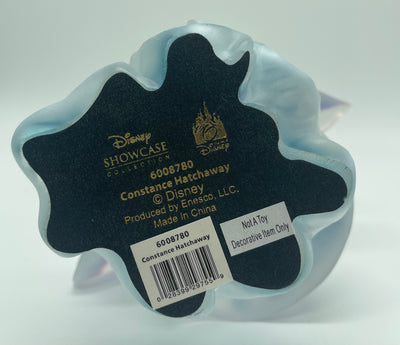 Disney
SHOWCASE
COLLECTION
Disney
6008780
Constance Hatchaway
© Disney
Produced by Enesco, LLC.
Made in China
Not A Toy
Decorative Item Only
6008780
Constance Hatchaway